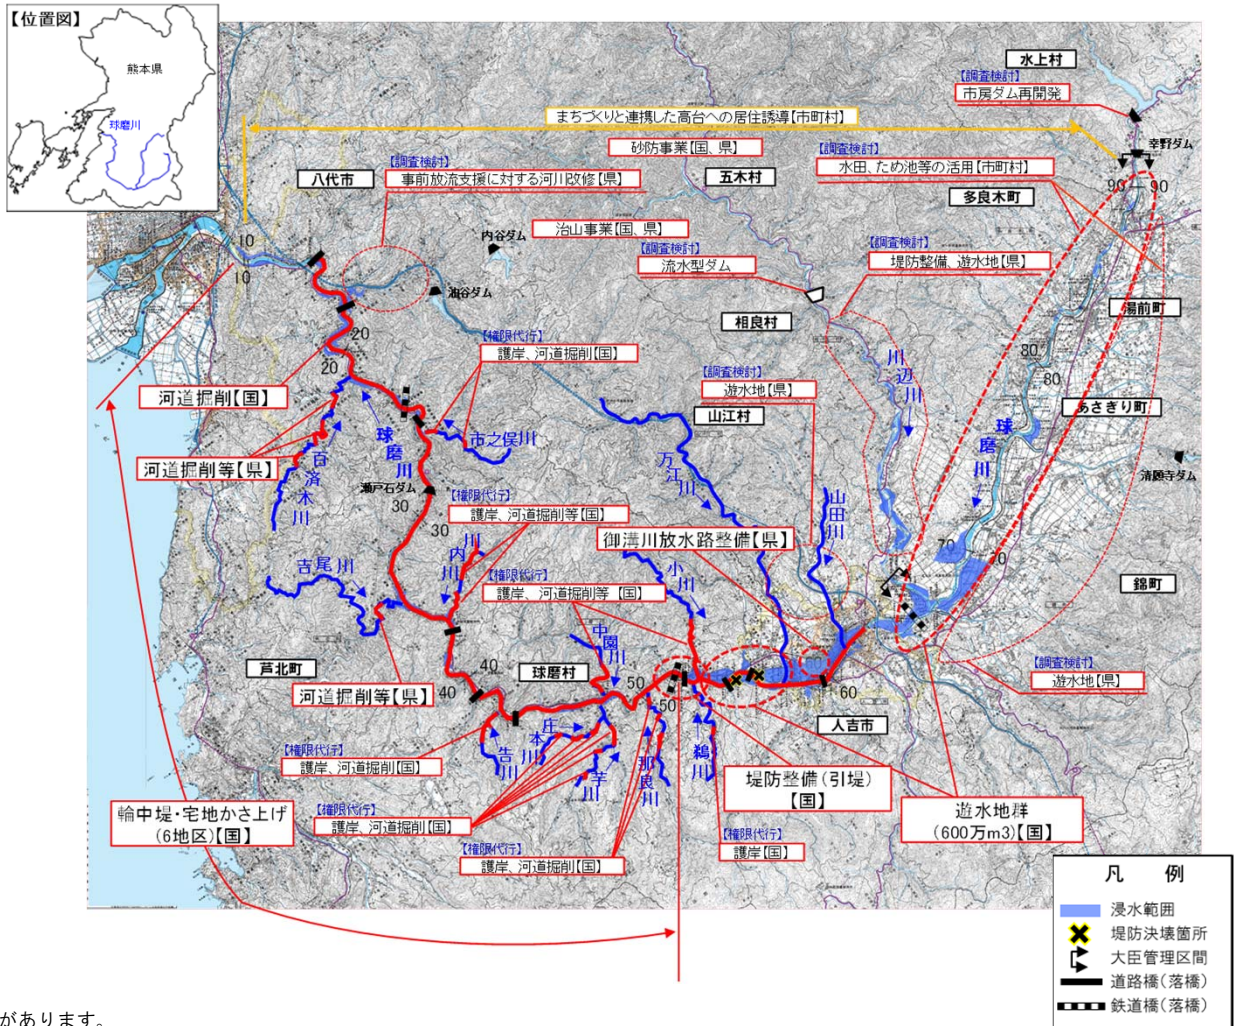 【位置図】
熊本県
球磨川
水上村
【調査検討】
市房ダム再開発
まちづくりと連携した高台への居住誘導【市町村】
幸野ダム
砂防事業【国、県】
【調査検討】
水田、ため池等の活用【市町村】
【調査検討】
事前放流支援に対する河川改修【県】
八代市
五木村
90
90
多良木町
治山事業【国、県】
内谷ダム
【調査検討】
流水型ダム
【調査検討】
堤防整備、遊水地【県】
10
10
油谷ダム
湯前町
相良村
20
20
【権限代行】
護岸、河道掘削【国】
川辺川
80
80
【調査検討】
遊水地【県】
河道掘削【国】
山江村
あさぎり町
球磨川
市之俣川
球磨川
河道掘削等【県】
百済木川
万江川
清願寺ダム
瀬戸石ダム
30
30
【権限代行】
護岸、河道掘削等【国】
山田川
御溝川放水路整備【県】
70
70
吉尾川
内川
【権限代行】
護岸、河道掘削等【国】
小川
錦町
中園川
芦北町
球磨村
40
40
50
50
60
60
【調査検討】
遊水地【県】
河道掘削等【県】
人吉市
【権限代行】
護岸、河道掘削【国】
告川
庄本川
芋川
那良川
鵜川
堤防整備(引堤)
【国】
輪中堤・宅地かさ上げ
(6地区)【国】
【権限代行】
護岸、河道掘削【国】
遊水地群
(600万m3)【国】
【権限代行】
護岸、河道掘削【国】
【権限代行】
護岸【国】
凡 例
浸水範囲
堤防決壊箇所
大臣管理区間
道路橋(落橋)
鉄道橋(落橋)
があります。